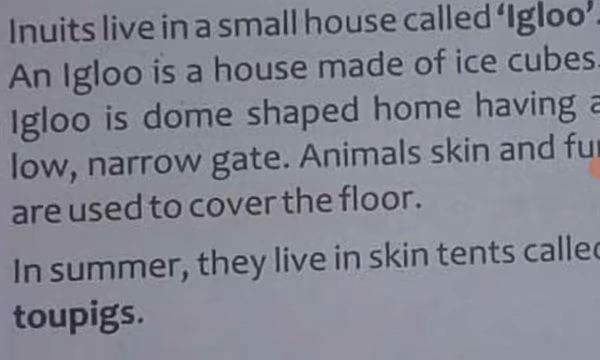 Inuits live in a small house called ‘Igloo’.
An Igloo is a house made of ice cubes.
Igloo is dome shaped home having a
low, narrow gate. Animals skin and fur
are used to cover the floor.
In summer, they live in skin tents called
toupigs.